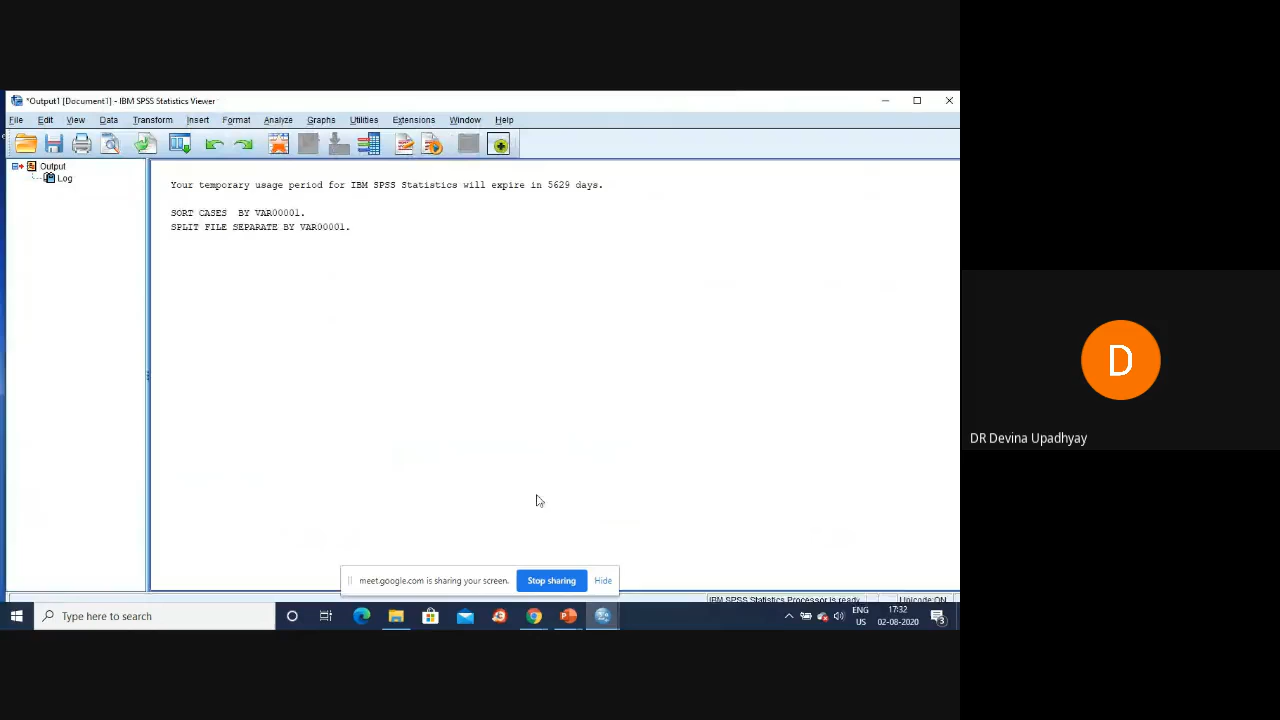 *Output1 [Document1] - IBM SPSS Statistics Viewer
File Edit View Data Transform Insert Format Analyze Graphs Utilities Extensions Window Help
Output
Log
Your temporary usage period for IBM SPSS Statistics will expire in 5629 days.
SORT CASES  BY VAR00001.
SPLIT FILE SEPARATE BY VAR00001.
D
DR Devina Upadhyay
meet.google.com is sharing your screen. Stop sharing Hide
IBM SPSS Statistics Processor is ready Unicode:ON
Type here to search
ENG
US
17:32
02-08-2020
3